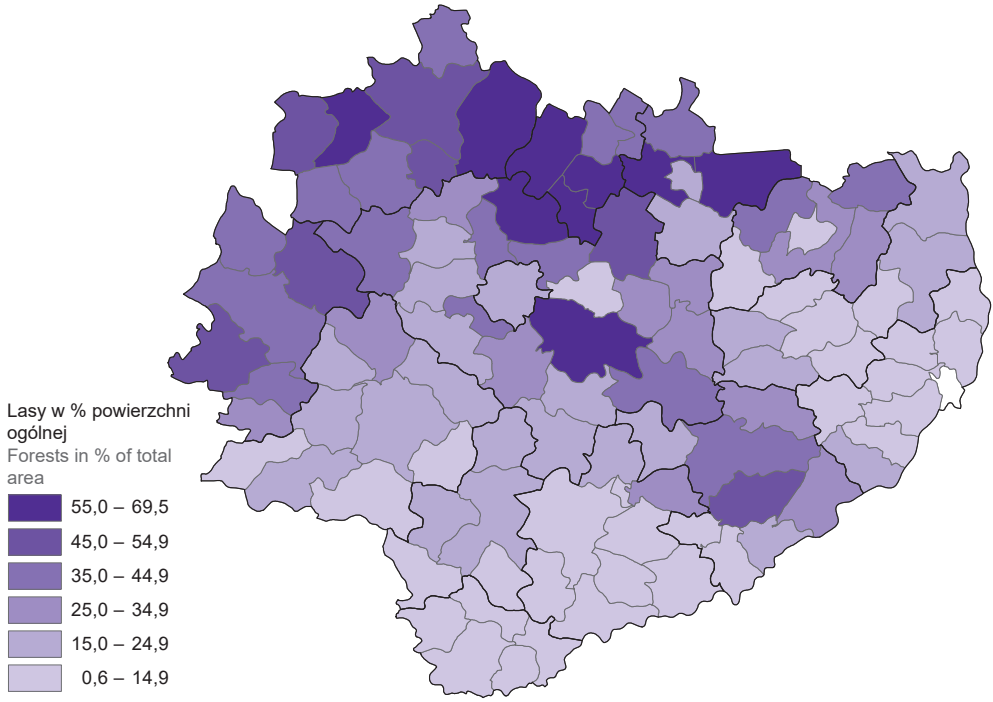 Lasy w % powierzchni
ogólnej
Forests in % of total
area
55,0 – 69,5
45,0 – 54,9
35,0 – 44,9
25,0 – 34,9
15,0 – 24,9
0,6 – 14,9